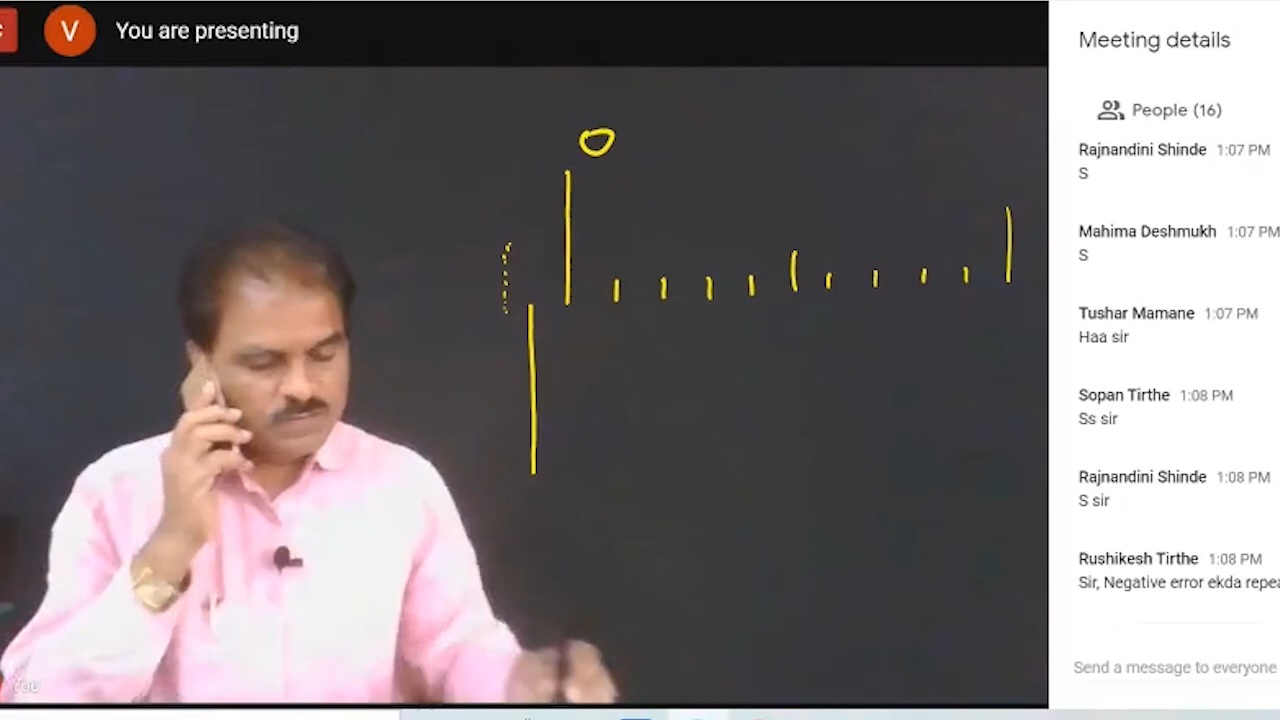 V You are presenting
Meeting details
People (16)
Rajnandini Shinde 1:07 PM
S
Mahima Deshmukh 1:07 PM
S
Tushar Mamane 1:07 PM
Haa sir
Sopan Tirthe 1:08 PM
Ss sir
Rajnandini Shinde 1:08 PM
S sir
Rushikesh Tirthe 1:08 PM
Sir, Negative error ekda repea
Send a message to everyone
0
You